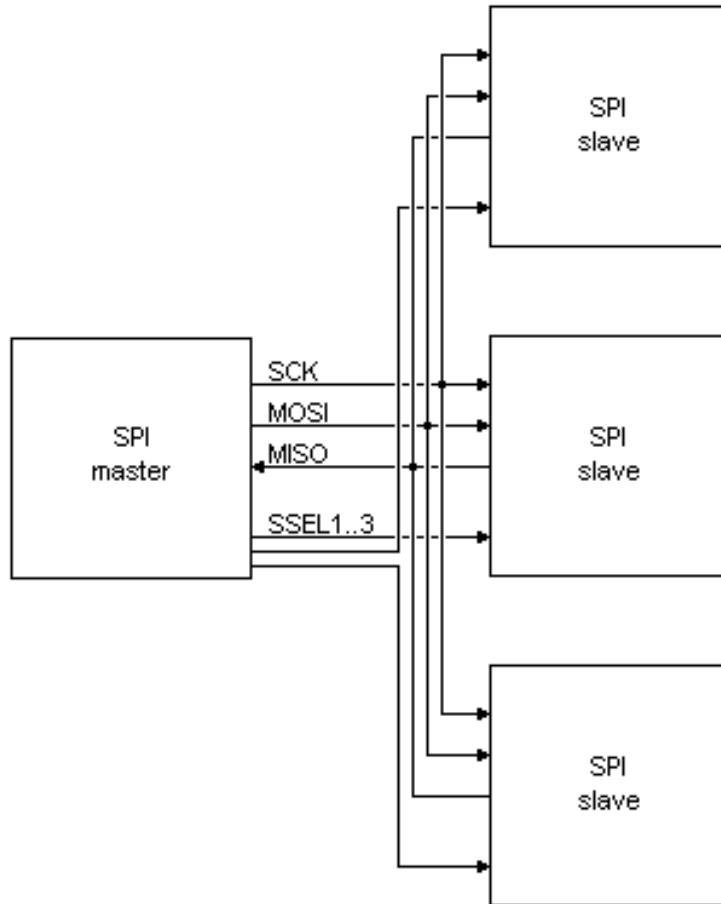 SPI
slave
SCK
MOSI
MISO
SSEL1..3
SPI
master
SPI
slave
SPI
slave